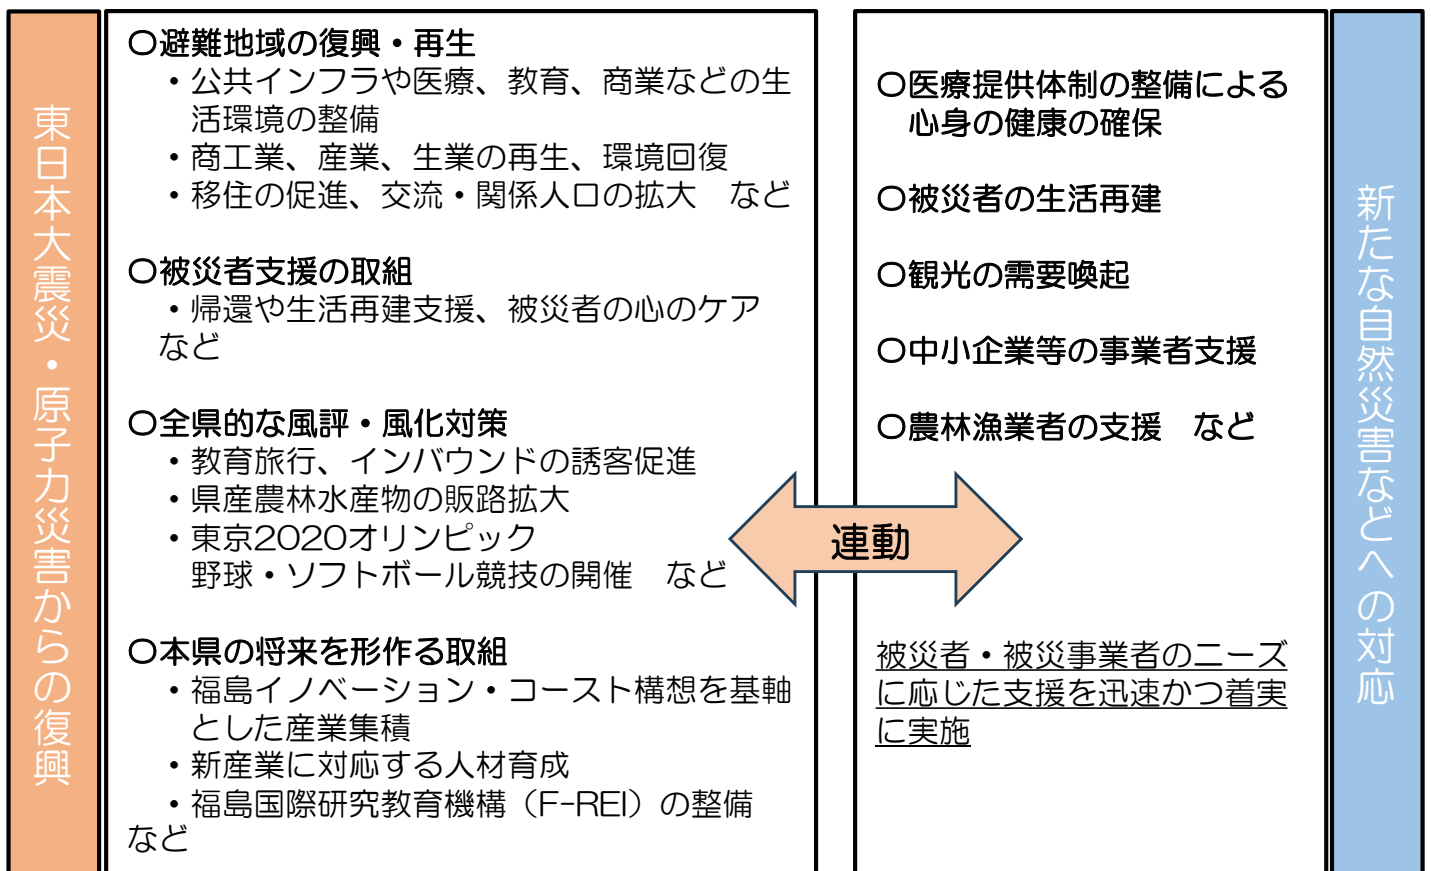 東日本大震災・原子力災害からの復興
〇避難地域の復興・再生
・公共インフラや医療、教育、商業などの生
活環境の整備
・商工業、産業、生業の再生、環境回復
・移住の促進、交流・関係人口の拡大　など
〇被災者支援の取組
・帰還や生活再建支援、被災者の心のケア
など
〇全県的な風評・風化対策
・教育旅行、インバウンドの誘客促進
・県産農林水産物の販路拡大
・東京2020オリンピック
野球・ソフトボール競技の開催　など
〇本県の将来を形作る取組
・福島イノベーション・コースト構想を基軸
とした産業集積
・新産業に対応する人材育成
・福島国際研究教育機構（F-REI）の整備
など
連動
〇医療提供体制の整備による
心身の健康の確保
〇被災者の生活再建
〇観光の需要喚起
〇中小企業等の事業者支援
〇農林漁業者の支援　など
被災者・被災事業者のニーズ
に応じた支援を迅速かつ着実
に実施
新たな自然災害などへの対応